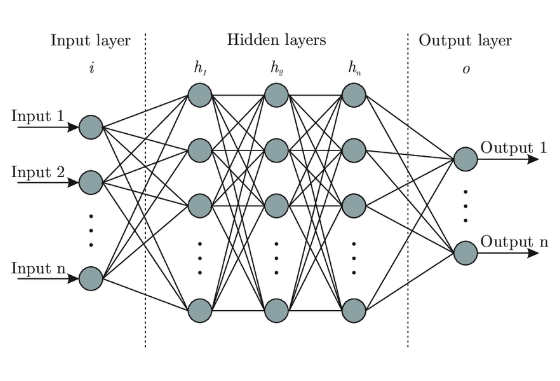 Input layer
Hidden layers
Output layer
i
h₁
h₂
hₙ
o
Input 1
Input 2
Input n
Output 1
Output n